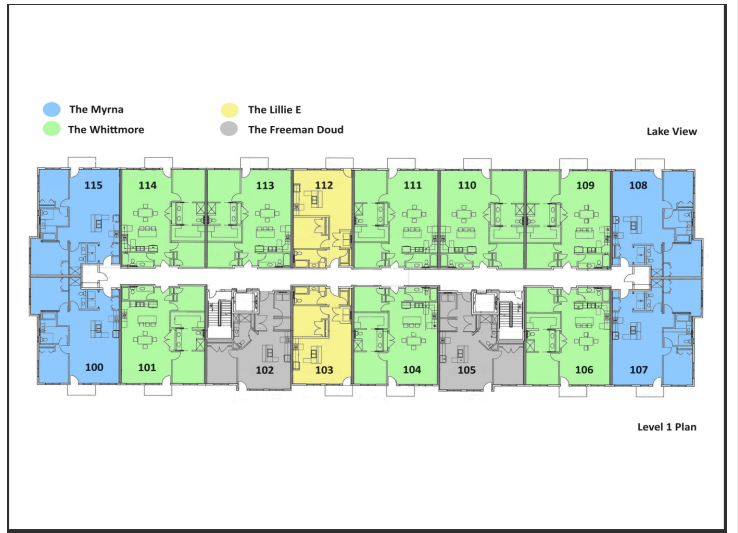 The Myrna
The Lillie E
The Whittmore
The Freeman Doud
Lake View
115 114 113 112 111 110 109 108
100 101 102 103 104 105 106 107
Level 1 Plan